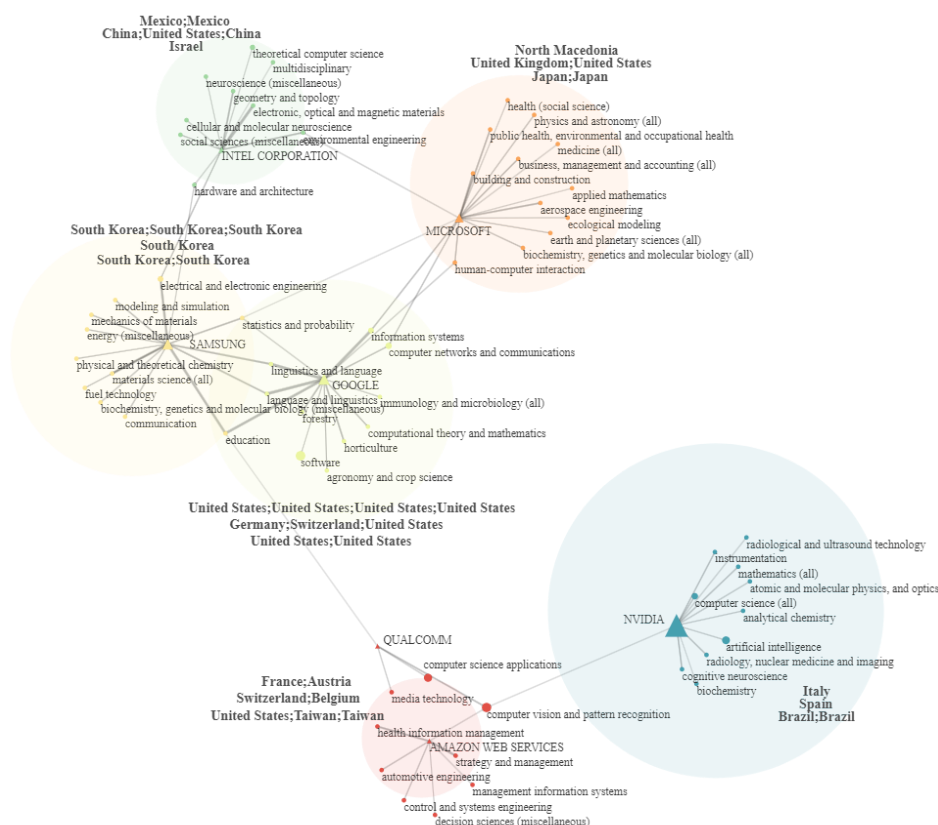 Mexico;Mexico
China;United States;China
Israel
theoretical computer science
multidisciplinary
neuroscience (miscellaneous)
geometry and topology
electronic, optical and magnetic materials
cellular and molecular neuroscience
environmental engineering
social sciences (miscellaneous)
INTEL CORPORATION
hardware and architecture
North Macedonia
United Kingdom;United States
Japan;Japan
health (social science)
physics and astronomy (all)
public health, environmental and occupational health
medicine (all)
business, management and accounting (all)
building and construction
applied mathematics
aerospace engineering
ecological modeling
MICROSOFT
earth and planetary sciences (all)
biochemistry, genetics and molecular biology (all)
human-computer interaction
South Korea;South Korea;South Korea
South Korea
South Korea;South Korea
electrical and electronic engineering
modeling and simulation
mechanics of materials
energy (miscellaneous)
SAMSUNG
physical and theoretical chemistry
materials science (all)
fuel technology
biochemistry, genetics and molecular biology (miscellaneous)
communication
education
statistics and probability
information systems
computer networks and communications
linguistics and language
GOOGLE
language and linguistics
immunology and microbiology (all)
forestry
computational theory and mathematics
horticulture
software
agronomy and crop science
United States;United States;United States;United States
Germany;Switzerland;United States
United States;United States
radiological and ultrasound technology
instrumentation
mathematics (all)
atomic and molecular physics, and optics
computer science (all)
analytical chemistry
NVIDIA
artificial intelligence
radiology, nuclear medicine and imaging
cognitive neuroscience
biochemistry
Italy
Spain
Brazil;Brazil
QUALCOMM
computer science applications
France;Austria
Switzerland;Belgium
United States;Taiwan;Taiwan
media technology
computer vision and pattern recognition
health information management
AMAZON WEB SERVICES
strategy and management
automotive engineering
management information systems
control and systems engineering
decision sciences (miscellaneous)